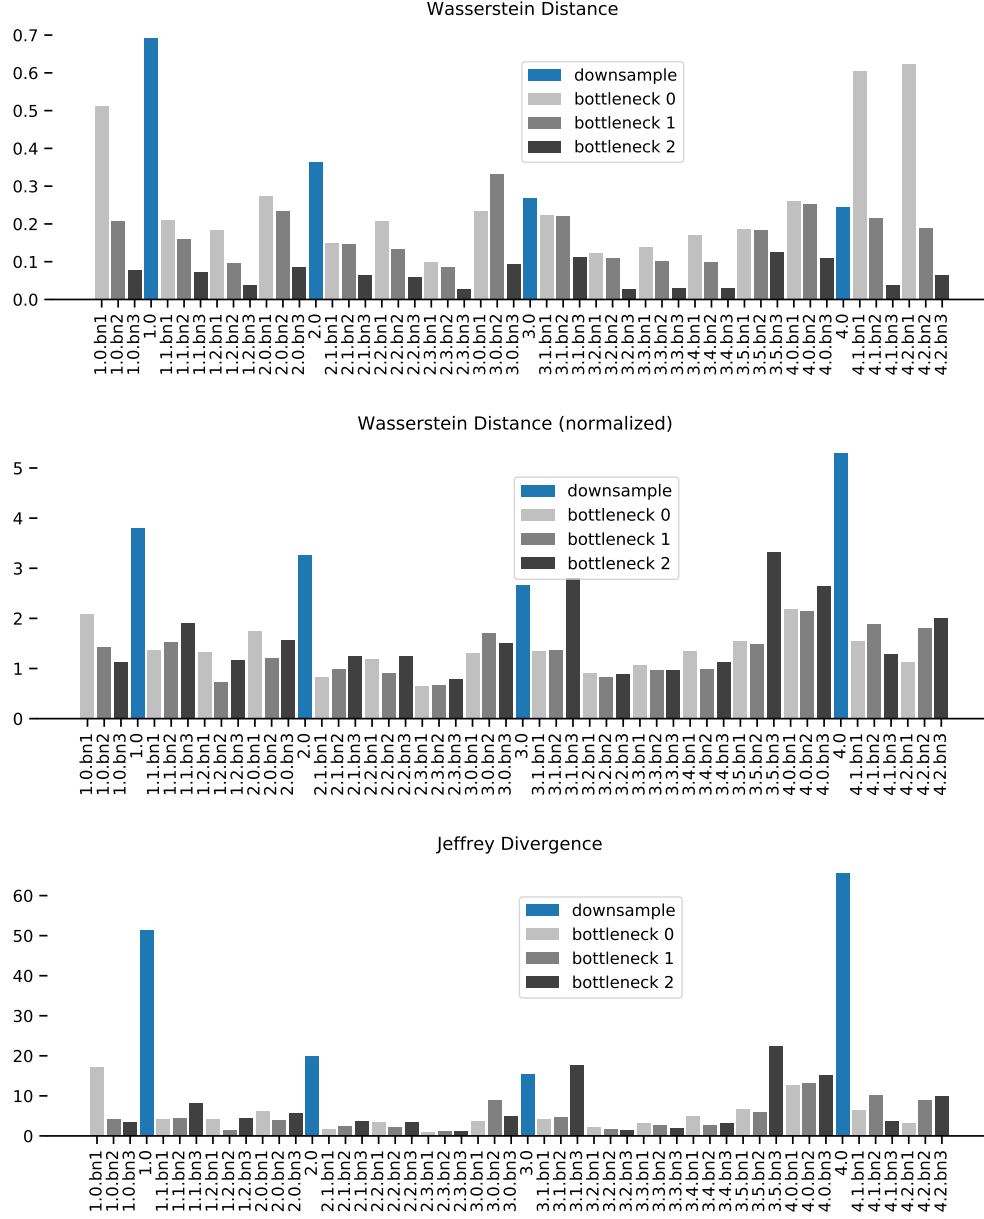 Wasserstein Distance
0.7
0.6
0.5
0.4
0.3
0.2
0.1
0.0
downsample
bottleneck 0
bottleneck 1
bottleneck 2
1.0.bn1 1.0.bn2 1.0.bn3 1.0 1.1.bn1 1.1.bn2 1.1.bn3 1.2.bn1 1.2.bn2 1.2.bn3 2.0.bn1 2.0.bn2 2.0.bn3 2.0 2.1.bn1 2.1.bn2 2.1.bn3 2.2.bn1 2.2.bn2 2.2.bn3 2.3.bn1 2.3.bn2 2.3.bn3 3.0.bn1 3.0.bn2 3.0.bn3 3.0 3.1.bn1 3.1.bn2 3.1.bn3 3.2.bn1 3.2.bn2 3.2.bn3 3.3.bn1 3.3.bn2 3.3.bn3 3.4.bn1 3.4.bn2 3.4.bn3 3.5.bn1 3.5.bn2 3.5.bn3 4.0.bn1 4.0.bn2 4.0.bn3 4.0 4.1.bn1 4.1.bn2 4.1.bn3 4.2.bn1 4.2.bn2 4.2.bn3
Wasserstein Distance (normalized)
5
4
3
2
1
0
downsample
bottleneck 0
bottleneck 1
bottleneck 2
1.0.bn1 1.0.bn2 1.0.bn3 1.0 1.1.bn1 1.1.bn2 1.1.bn3 1.2.bn1 1.2.bn2 1.2.bn3 2.0.bn1 2.0.bn2 2.0.bn3 2.0 2.1.bn1 2.1.bn2 2.1.bn3 2.2.bn1 2.2.bn2 2.2.bn3 2.3.bn1 2.3.bn2 2.3.bn3 3.0.bn1 3.0.bn2 3.0.bn3 3.0 3.1.bn1 3.1.bn2 3.1.bn3 3.2.bn1 3.2.bn2 3.2.bn3 3.3.bn1 3.3.bn2 3.3.bn3 3.4.bn1 3.4.bn2 3.4.bn3 3.5.bn1 3.5.bn2 3.5.bn3 4.0.bn1 4.0.bn2 4.0.bn3 4.0 4.1.bn1 4.1.bn2 4.1.bn3 4.2.bn1 4.2.bn2 4.2.bn3
Jeffrey Divergence
60
50
40
30
20
10
0
downsample
bottleneck 0
bottleneck 1
bottleneck 2
1.0.bn1 1.0.bn2 1.0.bn3 1.0 1.1.bn1 1.1.bn2 1.1.bn3 1.2.bn1 1.2.bn2 1.2.bn3 2.0.bn1 2.0.bn2 2.0.bn3 2.0 2.1.bn1 2.1.bn2 2.1.bn3 2.2.bn1 2.2.bn2 2.2.bn3 2.3.bn1 2.3.bn2 2.3.bn3 3.0.bn1 3.0.bn2 3.0.bn3 3.0 3.1.bn1 3.1.bn2 3.1.bn3 3.2.bn1 3.2.bn2 3.2.bn3 3.3.bn1 3.3.bn2 3.3.bn3 3.4.bn1 3.4.bn2 3.4.bn3 3.5.bn1 3.5.bn2 3.5.bn3 4.0.bn1 4.0.bn2 4.0.bn3 4.0 4.1.bn1 4.1.bn2 4.1.bn3 4.2.bn1 4.2.bn2 4.2.bn3